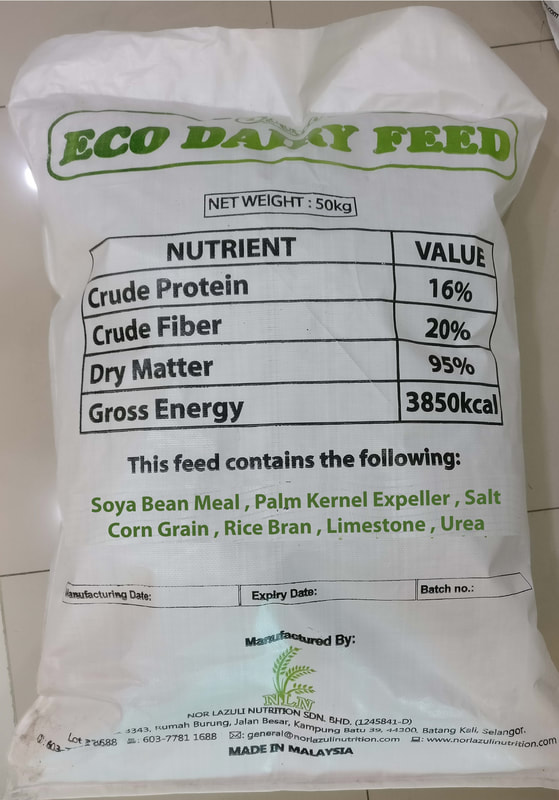 ECO DAIRY FEED
NET WEIGHT : 50kg
NUTRIENT VALUE
Crude Protein 16%
Crude Fiber 20%
Dry Matter 95%
Gross Energy 3850kcal
This feed contains the following:
Soya Bean Meal , Palm Kernel Expeller , Salt
Corn Grain , Rice Bran , Limestone , Urea
Manufacturing Date: Expiry Date: Batch no.:
Manufactured By:
NLN
NOR LAZULI NUTRITION SDN. BHD. (1245841-D)
Lot 3343, Rumah Burung, Jalan Besar, Kampung Batu 39, 44300, Batang Kali, Selangor.
603-7781 1688 : general@norlazulinutrition.com : www.norlazulinutrition.com
MADE IN MALAYSIA